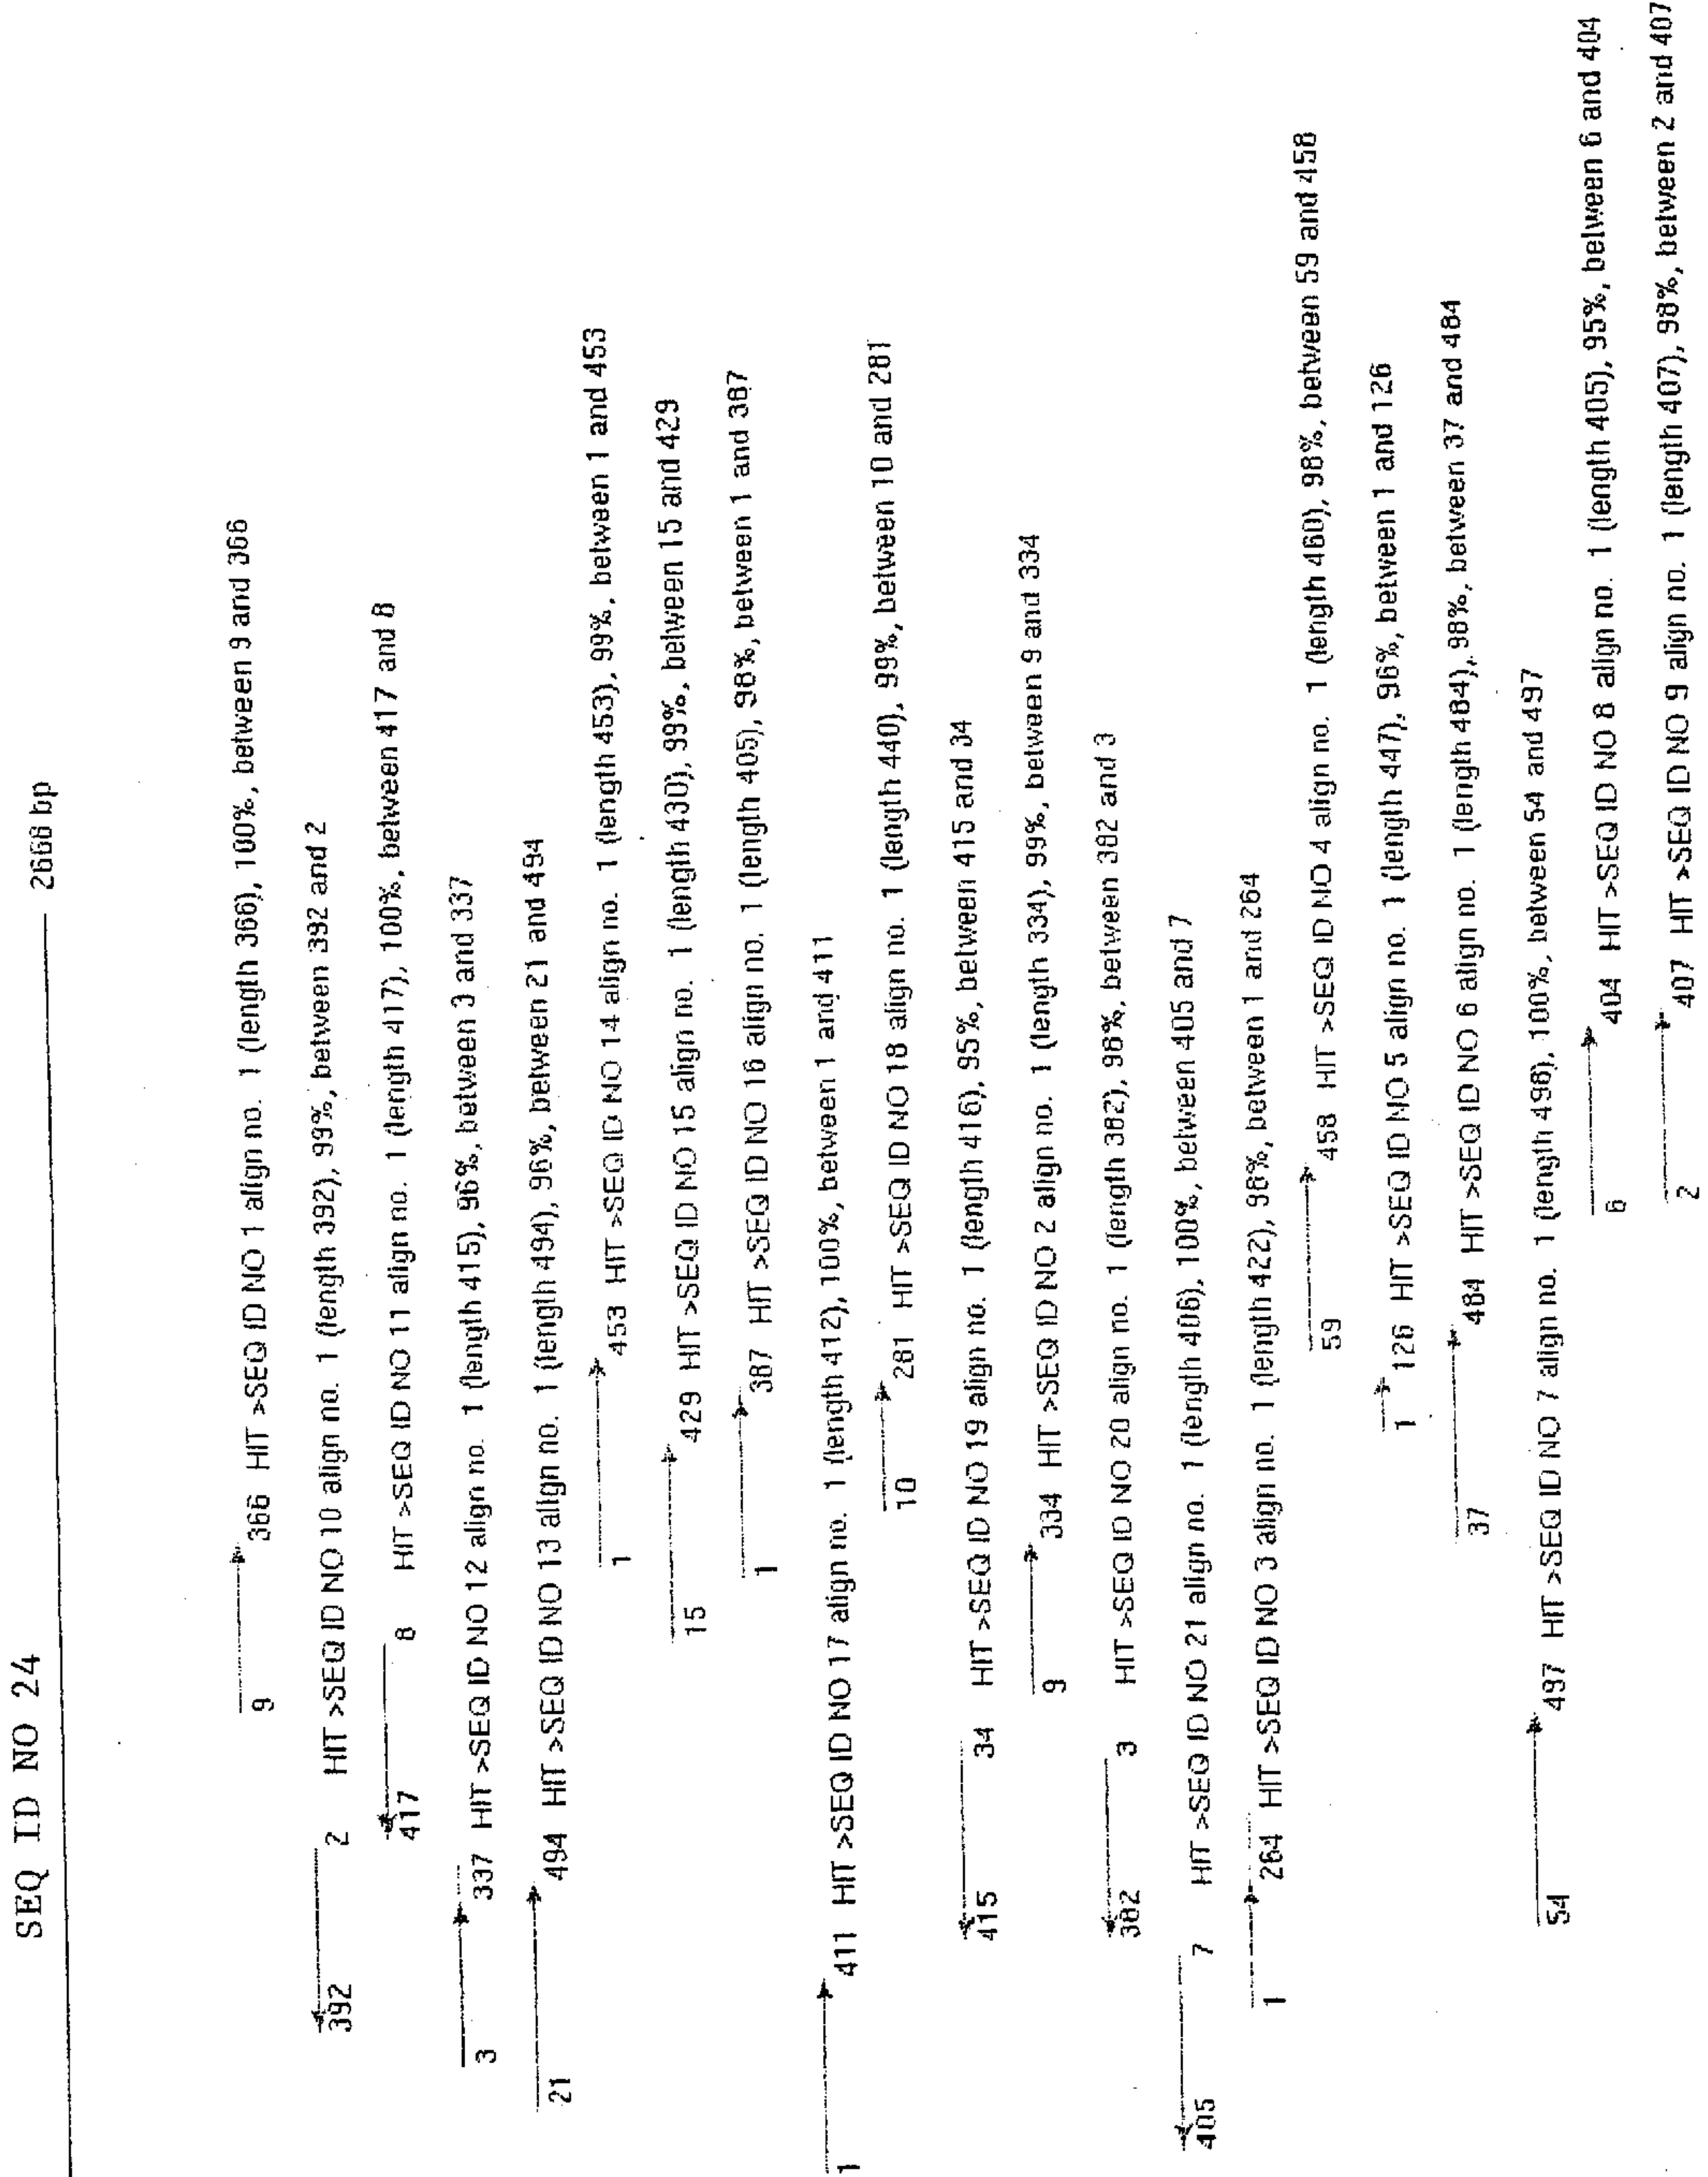 SEQ ID NO 24
2668 bp
9 366 HIT >SEQ ID NO 1 align no. 1 (length 366), 100%, between 9 and 366
392 2 HIT >SEQ ID NO 10 align no. 1 (length 392), 99%, between 392 and 2
417 8 HIT >SEQ ID NO 11 align no. 1 (length 417), 100%, between 417 and 8
3 337 HIT >SEQ ID NO 12 align no. 1 (length 415), 96%, between 3 and 337
21 494 HIT >SEQ ID NO 13 align no. 1 (length 494), 96%, between 21 and 494
1 453 HIT >SEQ ID NO 14 align no. 1 (length 453), 99%, between 1 and 453
15 429 HIT >SEQ ID NO 15 align no. 1 (length 430), 99%, between 15 and 429
1 387 HIT >SEQ ID NO 16 align no. 1 (length 405), 98%, between 1 and 387
1 411 HIT >SEQ ID NO 17 align no. 1 (length 412), 100%, between 1 and 411
10 281 HIT >SEQ ID NO 18 align no. 1 (length 440), 99%, between 10 and 281
415 34 HIT >SEQ ID NO 19 align no. 1 (length 416), 95%, between 415 and 34
9 334 HIT >SEQ ID NO 2 align no. 1 (length 334), 99%, between 9 and 334
382 3 HIT >SEQ ID NO 20 align no. 1 (length 382), 98%, between 382 and 3
405 7 HIT >SEQ ID NO 21 align no. 1 (length 406), 100%, between 405 and 7
1 264 HIT >SEQ ID NO 3 align no. 1 (length 422), 98%, between 1 and 264
59 458 HIT >SEQ ID NO 4 align no. 1 (length 460), 98%, between 59 and 458
1 126 HIT >SEQ ID NO 5 align no. 1 (length 447), 96%, between 1 and 126
37 484 HIT >SEQ ID NO 6 align no. 1 (length 484), 98%, between 37 and 484
54 497 HIT >SEQ ID NO 7 align no. 1 (length 498), 100%, between 54 and 497
6 404 HIT >SEQ ID NO 8 align no. 1 (length 405), 95%, between 6 and 404
2 407 HIT >SEQ ID NO 9 align no. 1 (length 407), 98%, between 2 and 407